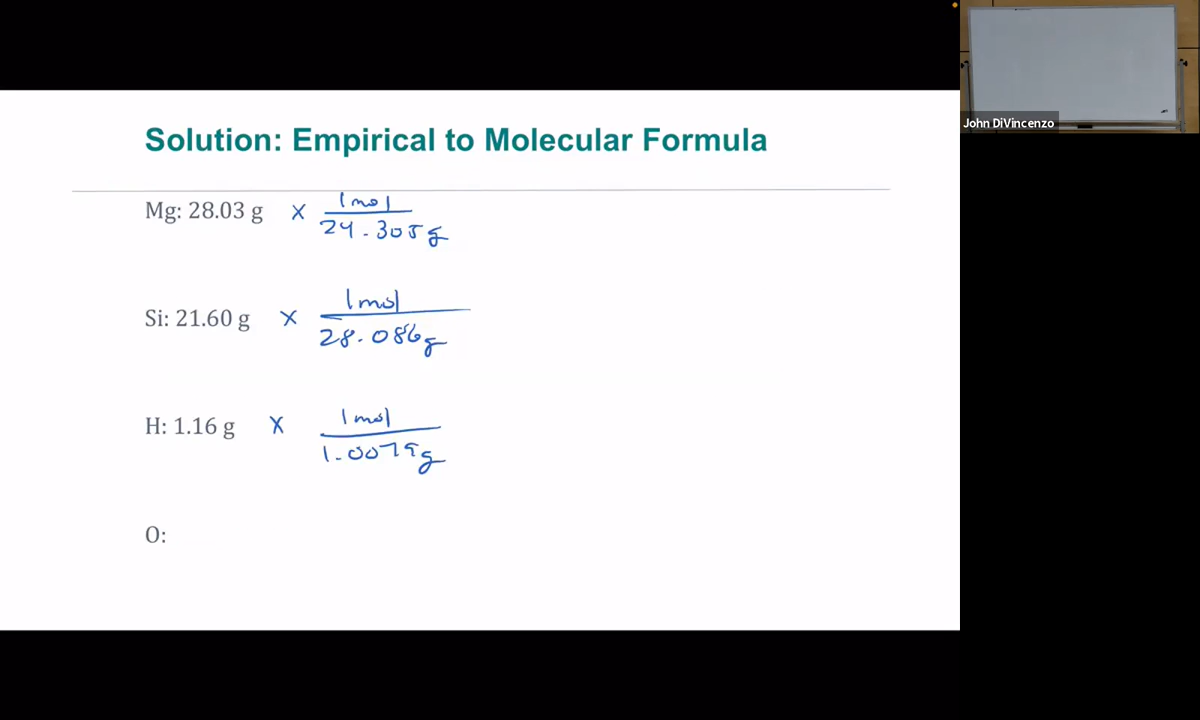 John DiVincenzo
Solution: Empirical to Molecular Formula
Mg: 28.03 g x 1 mol
24.305 g
Si: 21.60 g x 1 mol
28.086 g
H: 1.16 g x 1 mol
1.0079 g
O: